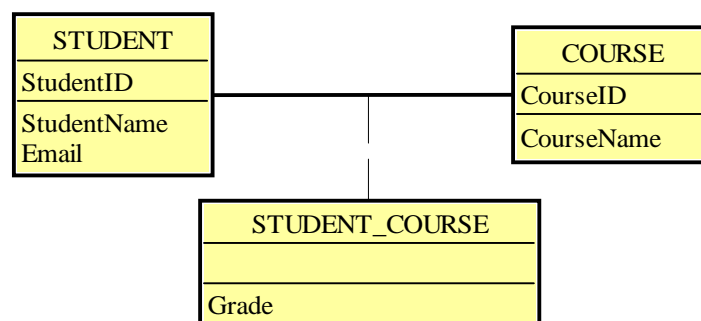 STUDENT
StudentID
StudentName
Email
COURSE
CourseID
CourseName
STUDENT_COURSE
Grade